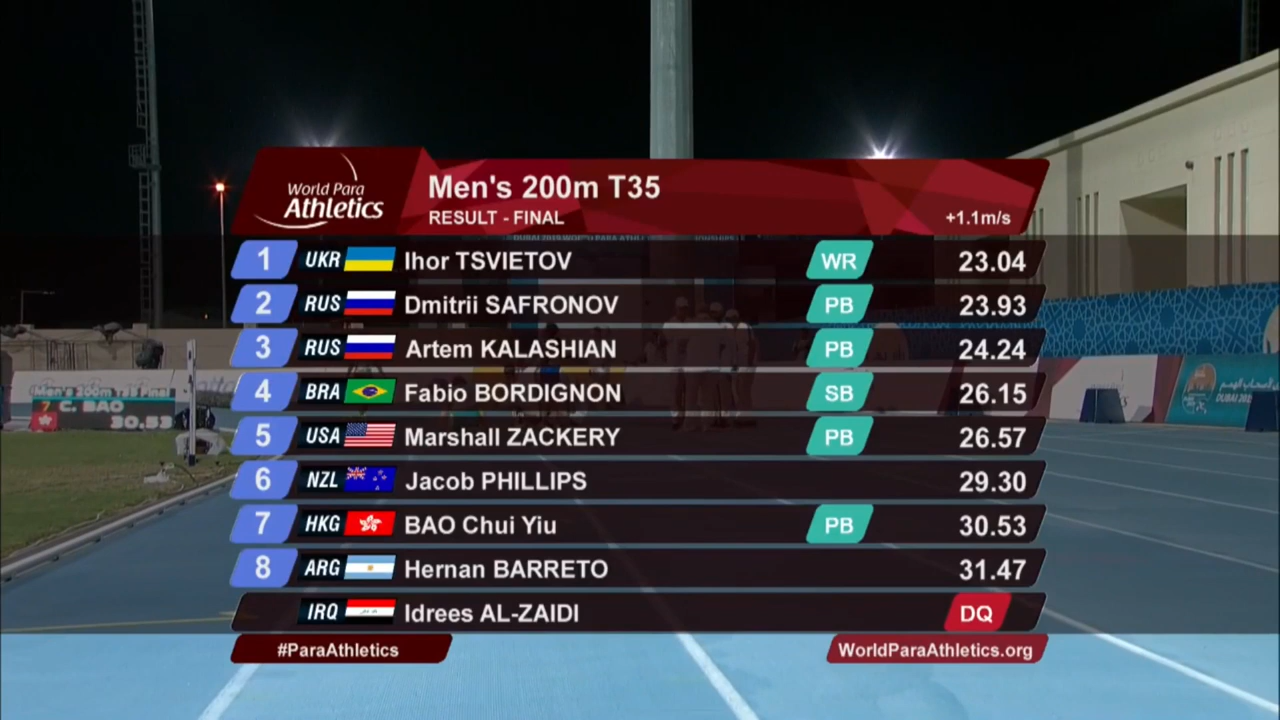 World Para
Athletics
Men's 200m T35
RESULT - FINAL
+1.1m/s
1 UKR Ihor TSVIETOV WR 23.04
2 RUS Dmitrii SAFRONOV PB 23.93
3 RUS Artem KALASHIAN PB 24.24
4 BRA Fabio BORDIGNON SB 26.15
5 USA Marshall ZACKERY PB 26.57
6 NZL Jacob PHILLIPS 29.30
7 HKG BAO Chui Yiu PB 30.53
8 ARG Hernan BARRETO 31.47
IRQ Idrees AL-ZAIDI DQ
#ParaAthletics
WorldParaAthletics.org
Men's 200m T35 Final
7 C. BAO
30.53